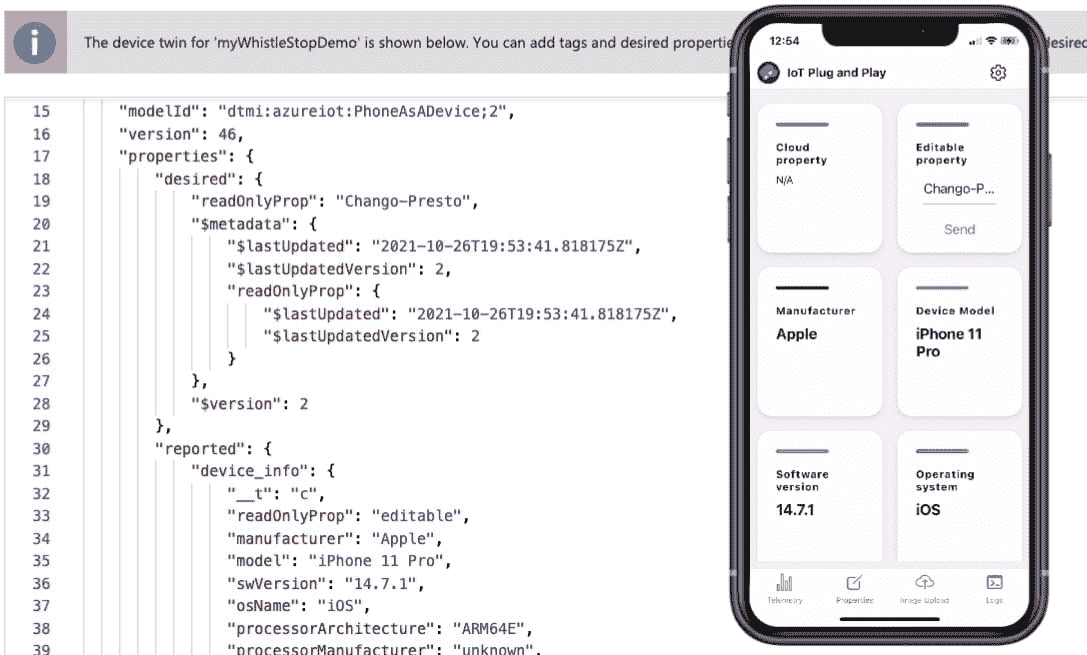 The device twin for 'myWhistleStopDemo' is shown below. You can add tags and desired properti
desired
15 "modelId": "dtmi:azureiot:PhoneAsADevice;2",
16 "version": 46,
17 "properties": {
18 "desired": {
19 "readOnlyProp": "Chango-Presto",
20 "$metadata": {
21 "$lastUpdated": "2021-10-26T19:53:41.818175Z",
22 "$lastUpdatedVersion": 2,
23 "readOnlyProp": {
24 "$lastUpdated": "2021-10-26T19:53:41.818175Z",
25 "$lastUpdatedVersion": 2
26 }
27 },
28 "$version": 2
29 },
30 "reported": {
31 "device_info": {
32 "__t": "c",
33 "readOnlyProp": "editable",
34 "manufacturer": "Apple",
35 "model": "iPhone 11 Pro",
36 "swVersion": "14.7.1",
37 "osName": "iOS",
38 "processorArchitecture": "ARM64E",
39 "processorManufacturer": "unknown",
12:54
IoT Plug and Play
Cloud
property
N/A
Editable
property
Chango-P...
Send
Manufacturer
Apple
Device Model
iPhone 11
Pro
Software
version
14.7.1
Operating
system
iOS
Telemetry
Properties
Image Upload
Logs